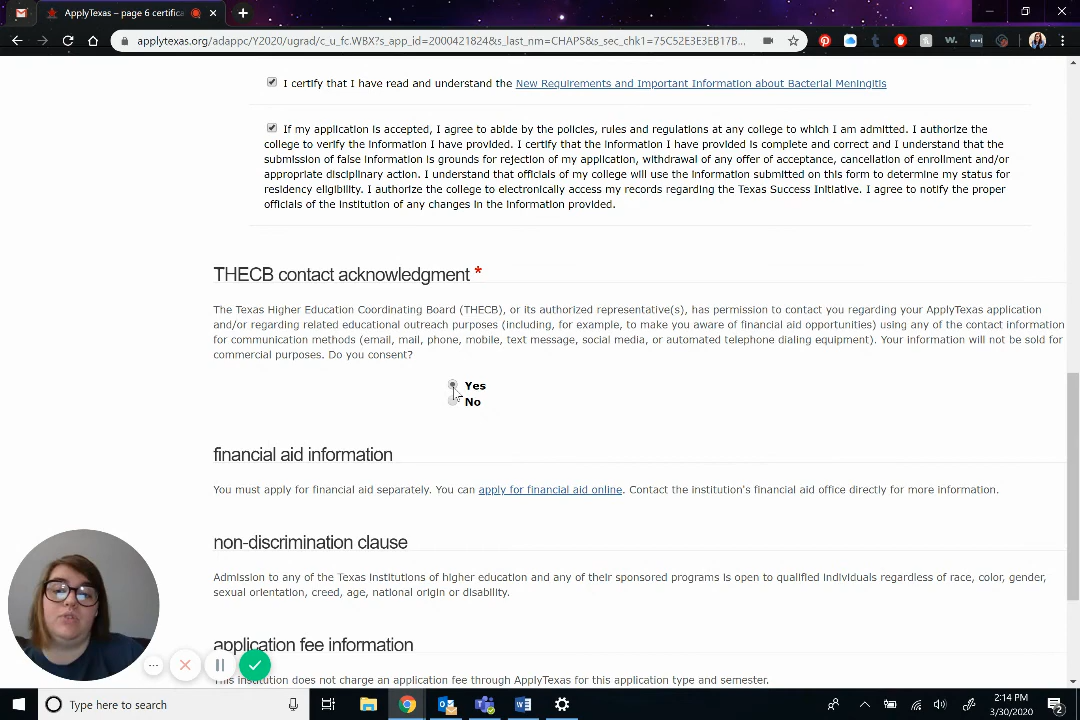 ApplyTexas – page 6 certifica
applytexas.org/adappc/Y2020/ugrad/c_u_fc.WBX?s_app_id=2000421824&s_last_nm=CHAPS&s_sec_chk1=75C52E3E3EB17B...
I certify that I have read and understand the New Requirements and Important Information about Bacterial Meningitis
If my application is accepted, I agree to abide by the policies, rules and regulations at any college to which I am admitted. I authorize the
college to verify the information I have provided. I certify that the information I have provided is complete and correct and I understand that the
submission of false information is grounds for rejection of my application, withdrawal of any offer of acceptance, cancellation of enrollment and/or
appropriate disciplinary action. I understand that officials of my college will use the information submitted on this form to determine my status for
residency eligibility. I authorize the college to electronically access my records regarding the Texas Success Initiative. I agree to notify the proper
officials of the institution of any changes in the information provided.
THECB contact acknowledgment *
The Texas Higher Education Coordinating Board (THECB), or its authorized representative(s), has permission to contact you regarding your ApplyTexas application
and/or regarding related educational outreach purposes (including, for example, to make you aware of financial aid opportunities) using any of the contact information
for communication methods (email, mail, phone, mobile, text message, social media, or automated telephone dialing equipment). Your information will not be sold for
commercial purposes. Do you consent?
Yes
No
financial aid information
You must apply for financial aid separately. You can apply for financial aid online. Contact the institution's financial aid office directly for more information.
non-discrimination clause
Admission to any of the Texas institutions of higher education and any of their sponsored programs is open to qualified individuals regardless of race, color, gender,
sexual orientation, creed, age, national origin or disability.
application fee information
This institution does not charge an application fee through ApplyTexas for this application type and semester.
Type here to search
2:14 PM
3/30/2020
2